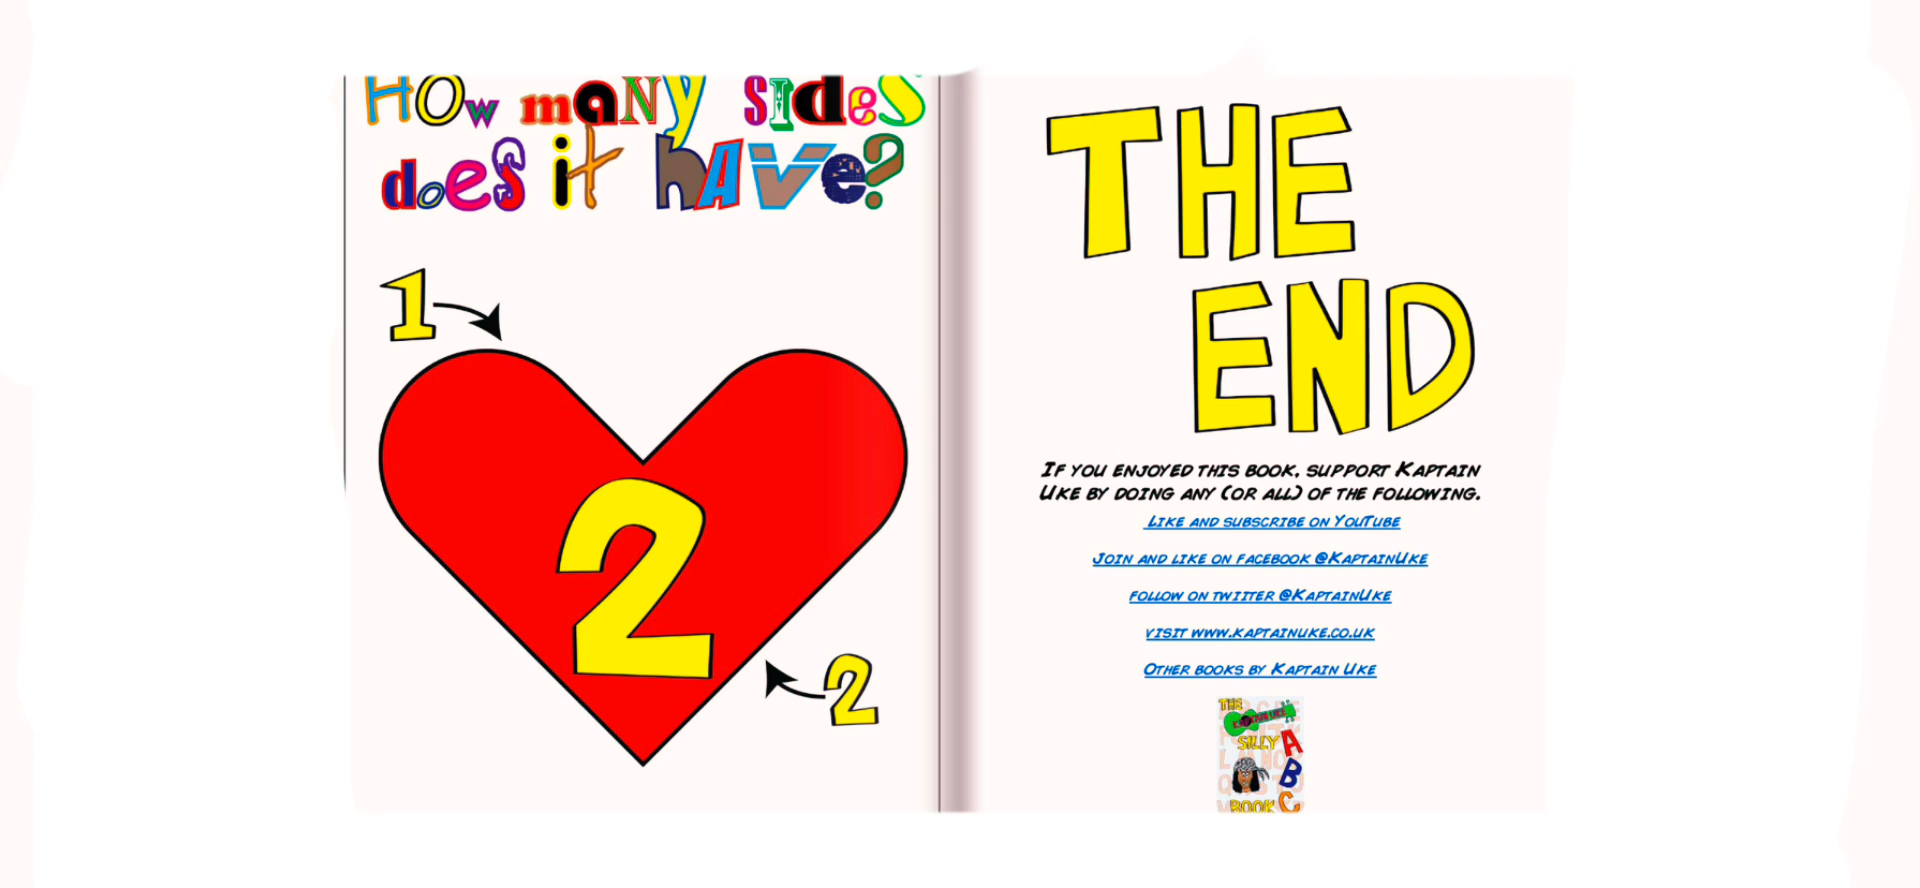 How many sides
does it have?
1
2
2
THE
END
If you enjoyed this book, support Kaptain
Uke by doing any (or all) of the following.
Like and subscribe on YouTube
Join and like on facebook @KaptainUke
follow on twiiter @KaptainUke
visit www.kaptainuke.co.uk
Other books by Kaptain Uke
THE
SILLY
A
B
C
BOOK